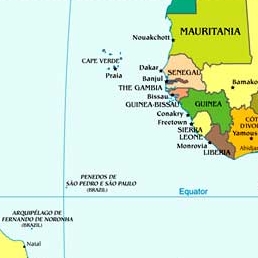 MAURITANIA
Nouakchott
CAPE VERDE
Praia
Dakar
SENEGAL
Banjul
THE GAMBIA
Bamako
Bissau
GUINEA-BISSAU
GUINEA
Conakry
Freetown
SIERRA
LEONE
CÔT
D'IVOI
Yamous
Abidjan
Monrovia
LIBERIA
PENEDOS DE
SÃO PEDRO E SÃO PAULO
(BRAZIL)
Equator
ARQUIPÉLAGO DE
FERNANDO DE NORONHA
(BRAZIL)
Natal